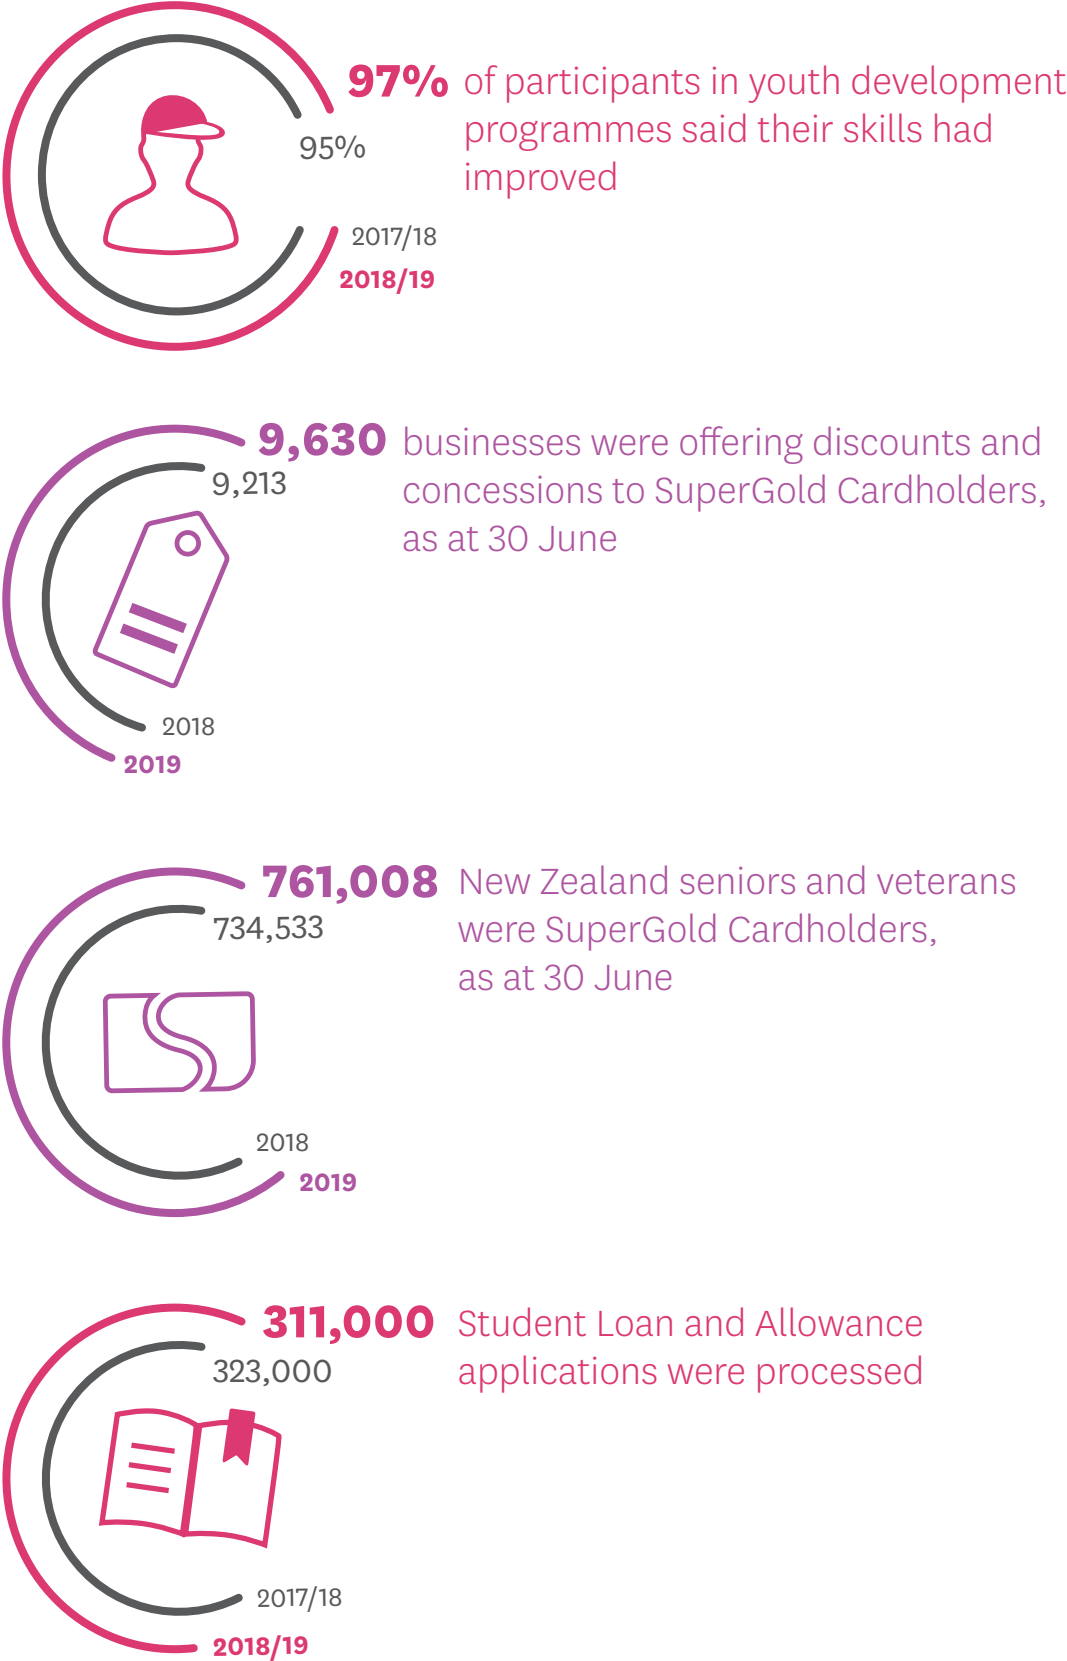 97% of participants in youth development
programmes said their skills had
improved
95%
2017/18
2018/19
9,630 businesses were offering discounts and
concessions to SuperGold Cardholders,
as at 30 June
9,213
2018
2019
761,008 New Zealand seniors and veterans
were SuperGold Cardholders,
as at 30 June
734,533
2018
2019
311,000 Student Loan and Allowance
applications were processed
323,000
2017/18
2018/19